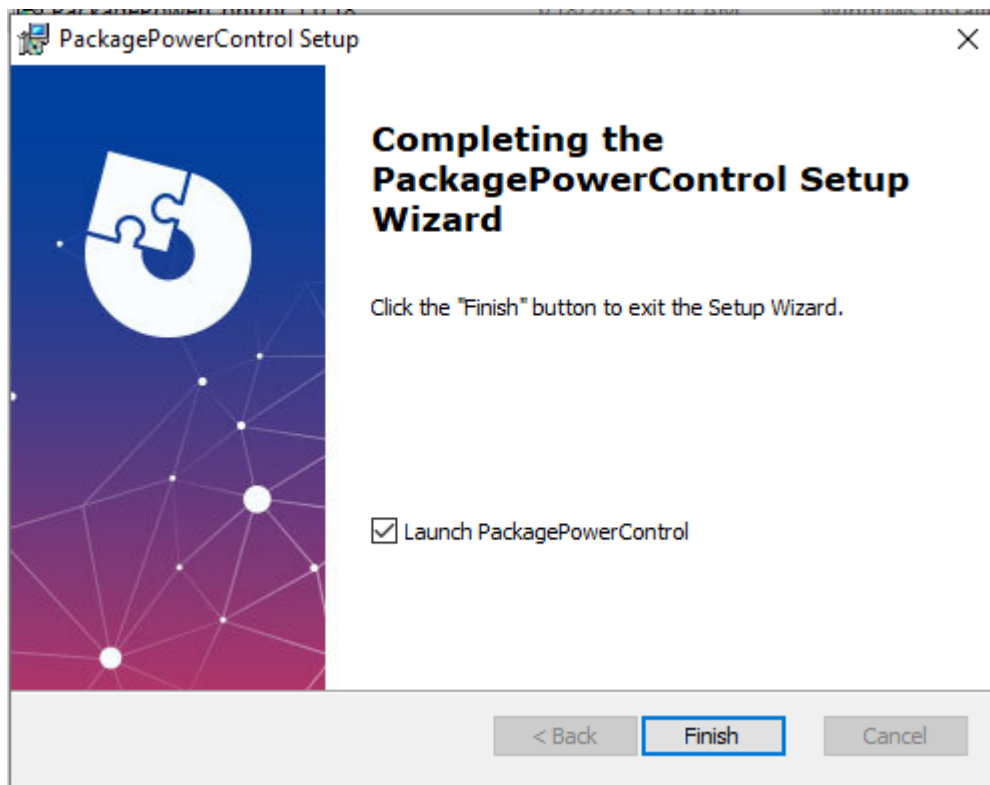 PackagePowerControl Setup
Completing the
PackagePowerControl Setup
Wizard
Click the "Finish" button to exit the Setup Wizard.
Launch PackagePowerControl
< Back
Finish
Cancel